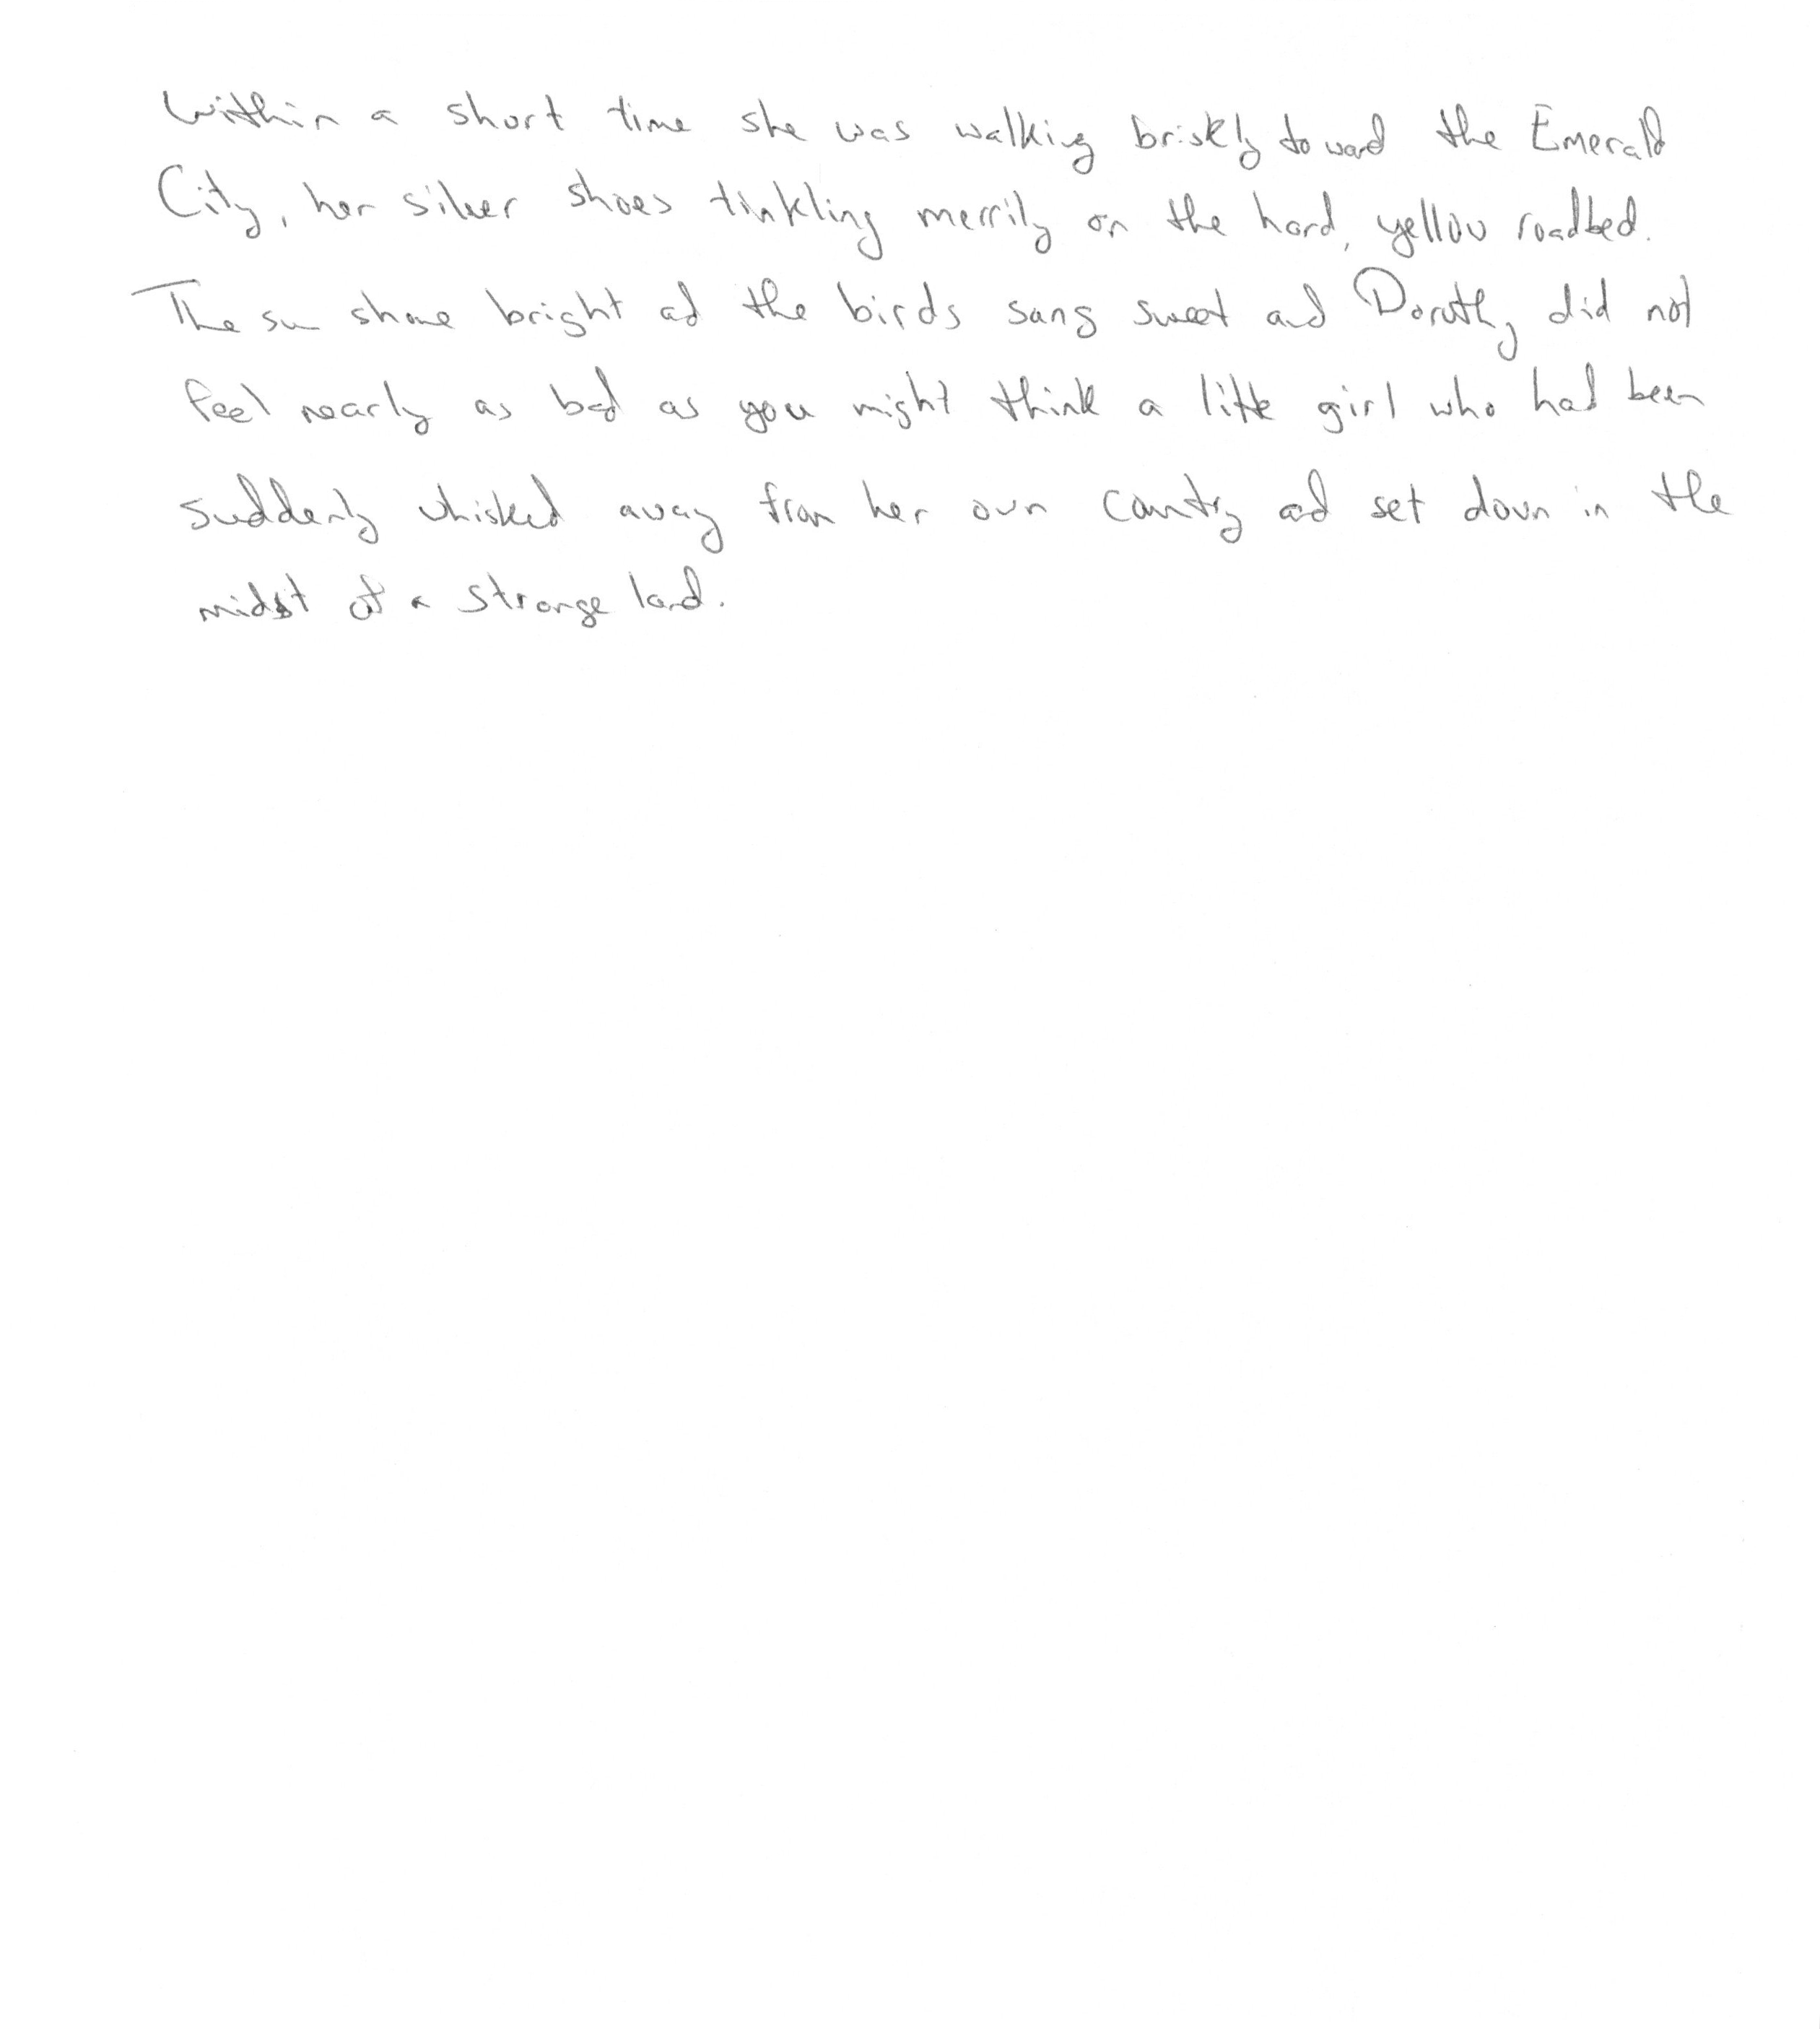 Within a short time she was walking briskly toward the Emerald
City, her silver shoes tinkling merrily on the hard, yellow roadbed.
The sun shone bright and the birds sang sweet and Dorothy did not
feel nearly as bad as you might think a little girl who had been
suddenly whisked away from her own country and set down in the
midst of a strange land.